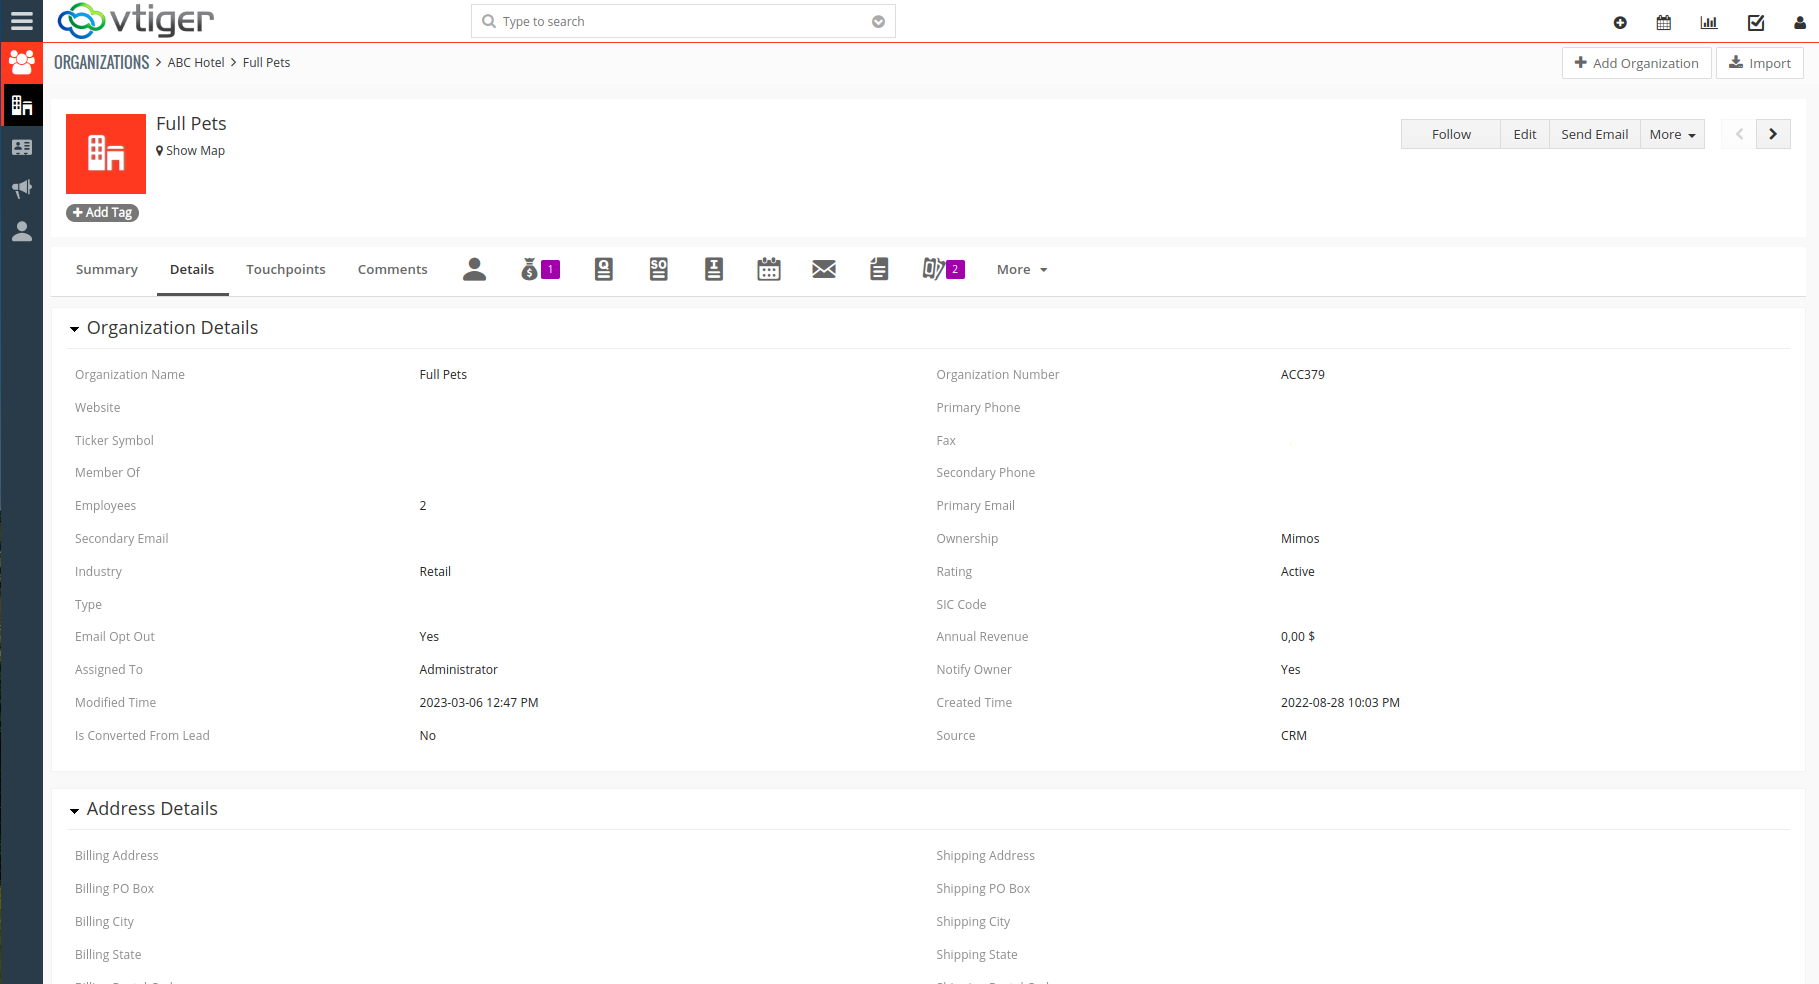 vtiger
Type to search
ORGANIZATIONS > ABC Hotel > Full Pets
Add Organization
Import
Full Pets
Show Map
Follow
Edit
Send Email
More
Add Tag
Summary
Details
Touchpoints
Comments
$ 1
Q
SO
I
2
More
Organization Details
Organization Name Full Pets Organization Number ACC379
Website Primary Phone
Ticker Symbol Fax
Member Of Secondary Phone
Employees 2 Primary Email
Secondary Email Ownership Mimos
Industry Retail Rating Active
Type SIC Code
Email Opt Out Yes Annual Revenue 0,00 $
Assigned To Administrator Notify Owner Yes
Modified Time 2023-03-06 12:47 PM Created Time 2022-08-28 10:03 PM
Is Converted From Lead No Source CRM
Address Details
Billing Address Shipping Address
Billing PO Box Shipping PO Box
Billing City Shipping City
Billing State Shipping State